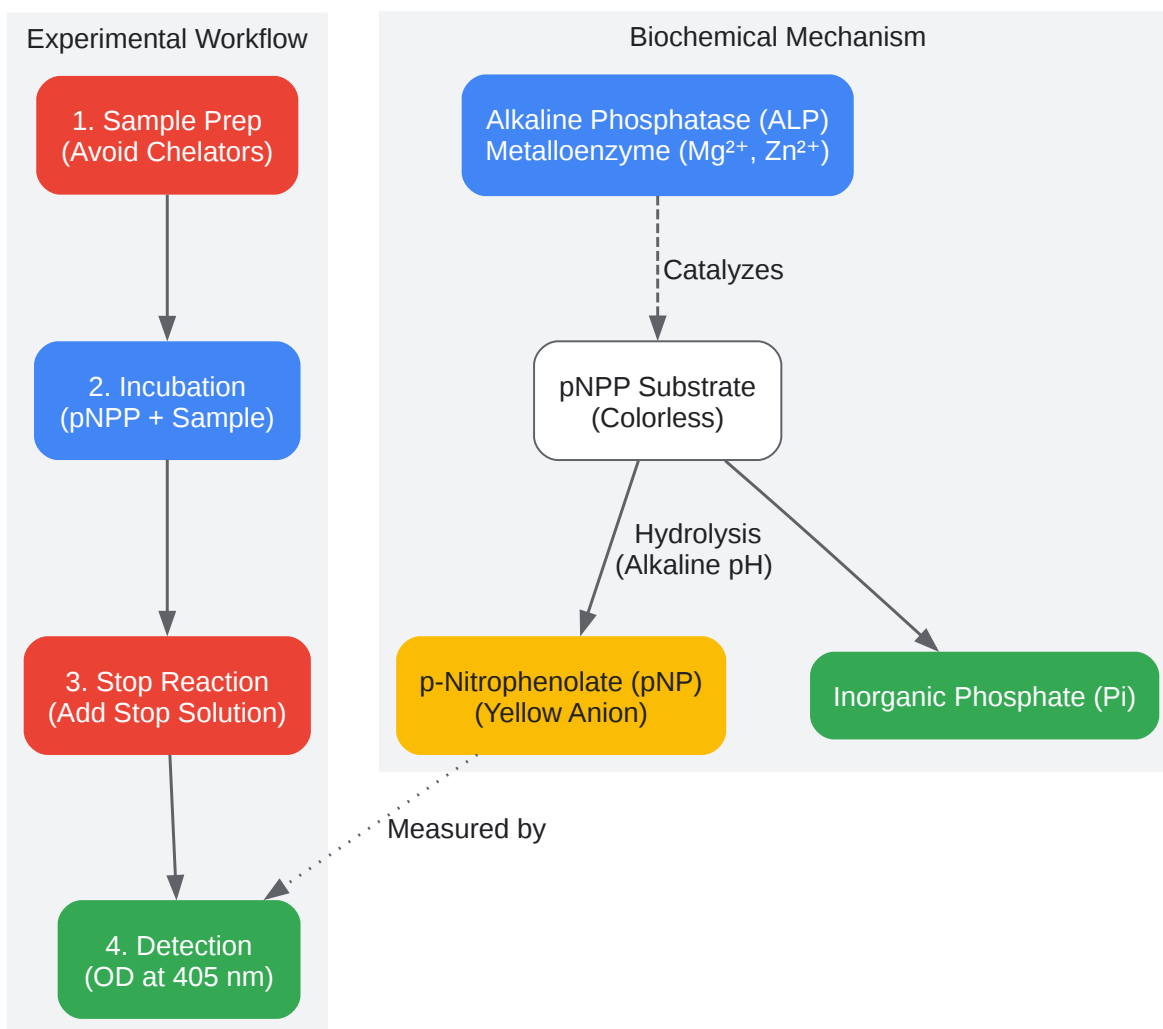 Experimental Workflow
1. Sample Prep
(Avoid Chelators)
2. Incubation
(pNPP + Sample)
3. Stop Reaction
(Add Stop Solution)
4. Detection
(OD at 405 nm)
Biochemical Mechanism
Alkaline Phosphatase (ALP)
Metalloenzyme (Mg²⁺, Zn²⁺)
Catalyzes
pNPP Substrate
(Colorless)
Hydrolysis
(Alkaline pH)
p-Nitrophenolate (pNP)
(Yellow Anion)
Inorganic Phosphate (Pi)
Measured by